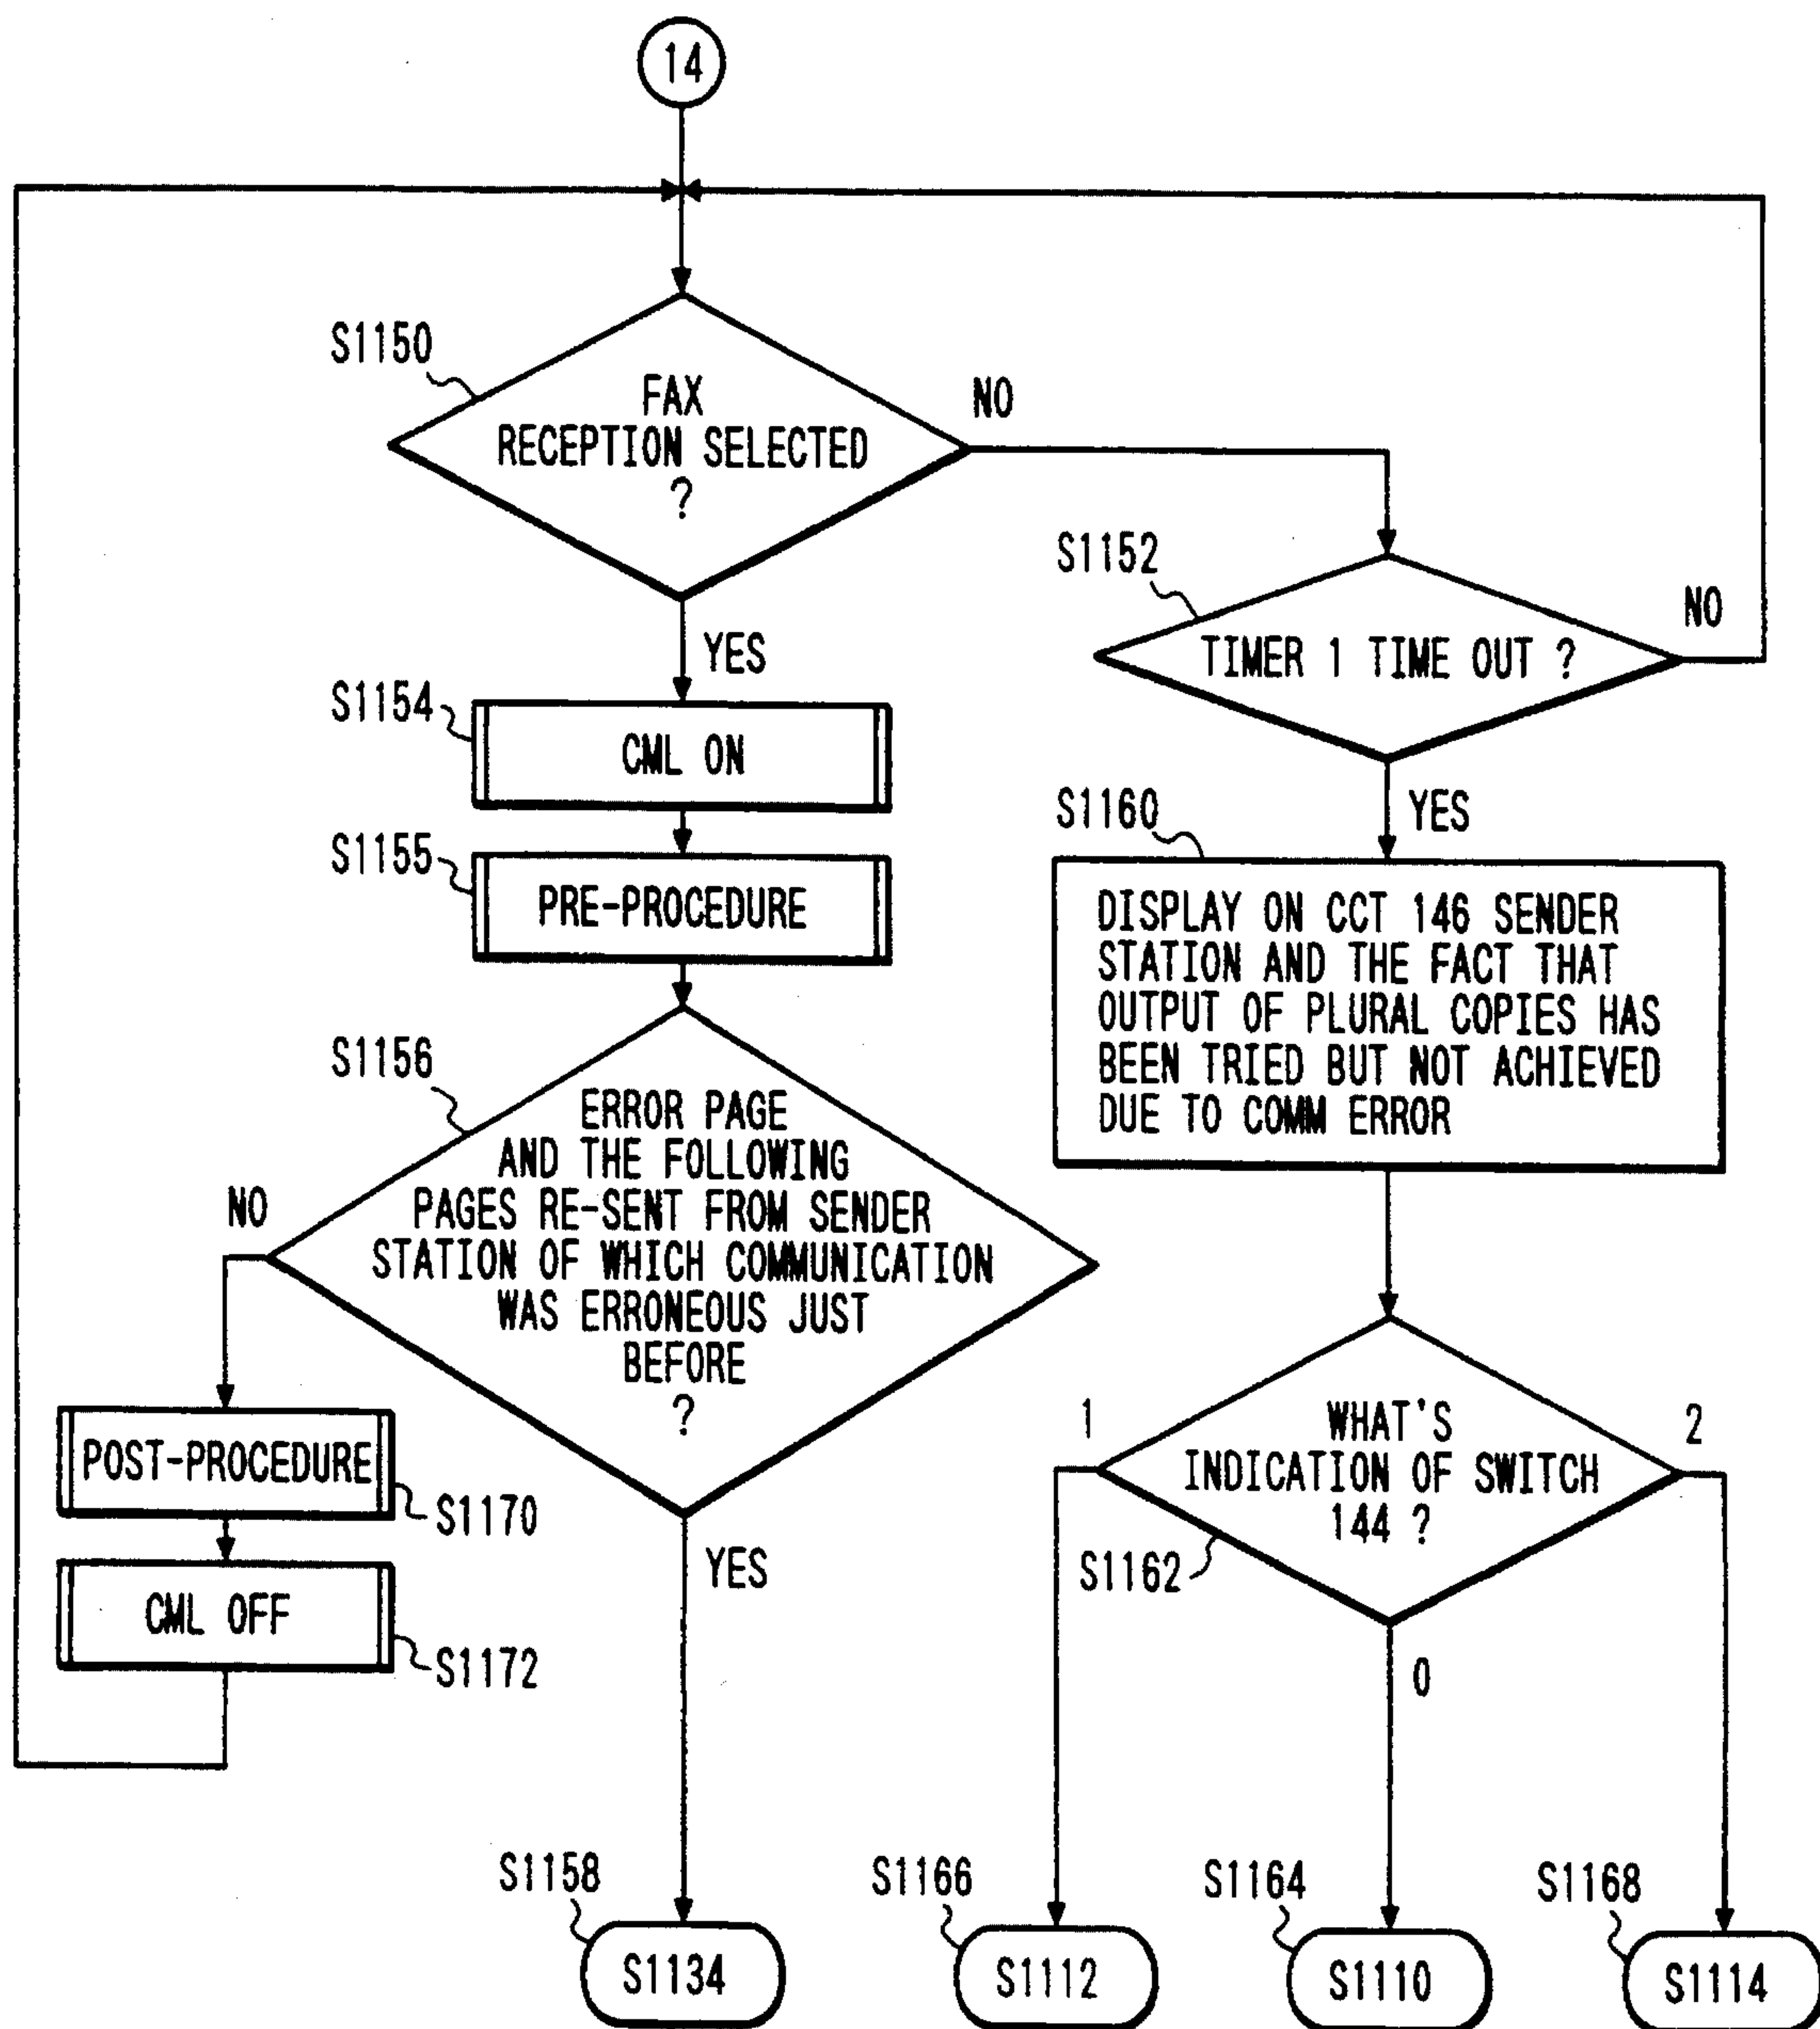 14
S1150
FAX
RECEPTION SELECTED
?
NO
YES
S1152
TIMER 1 TIME OUT ?
NO
YES
S1154
CML ON
S1155
PRE-PROCEDURE
S1156
ERROR PAGE
AND THE FOLLOWING
PAGES RE-SENT FROM SENDER
STATION OF WHICH COMMUNICATION
WAS ERRONEOUS JUST
BEFORE
?
NO
YES
POST-PROCEDURE
S1170
CML OFF
S1172
S1158
S1134
S1160
DISPLAY ON CCT 146 SENDER
STATION AND THE FACT THAT
OUTPUT OF PLURAL COPIES HAS
BEEN TRIED BUT NOT ACHIEVED
DUE TO COMM ERROR
WHAT'S
INDICATION OF SWITCH
144 ?
S1162
1
0
2
S1166
S1112
S1164
S1110
S1168
S1114